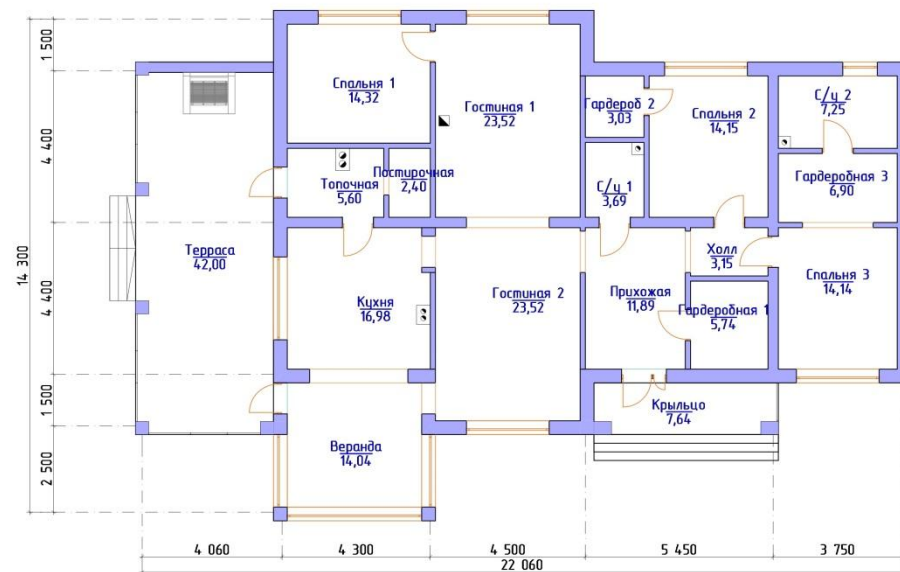 Спальня 1
14,32
Гостиная 1
23,52
Гардероб 2
3,03
Спальня 2
14,15
С/у 2
7,25
Топочная
5,60
Постирочная
2,40
С/у 1
3,69
Гардеробная 3
6,90
Терраса
42,00
Кухня
16,98
Гостиная 2
23,52
Прихожая
11,89
Холл
3,15
Гардеробная 1
5,74
Спальня 3
14,14
Веранда
14,04
Крыльцо
7,64
1 500
4 400
4 400
1 500
2 500
14 300
4 060
4 300
4 500
5 450
3 750
22 060